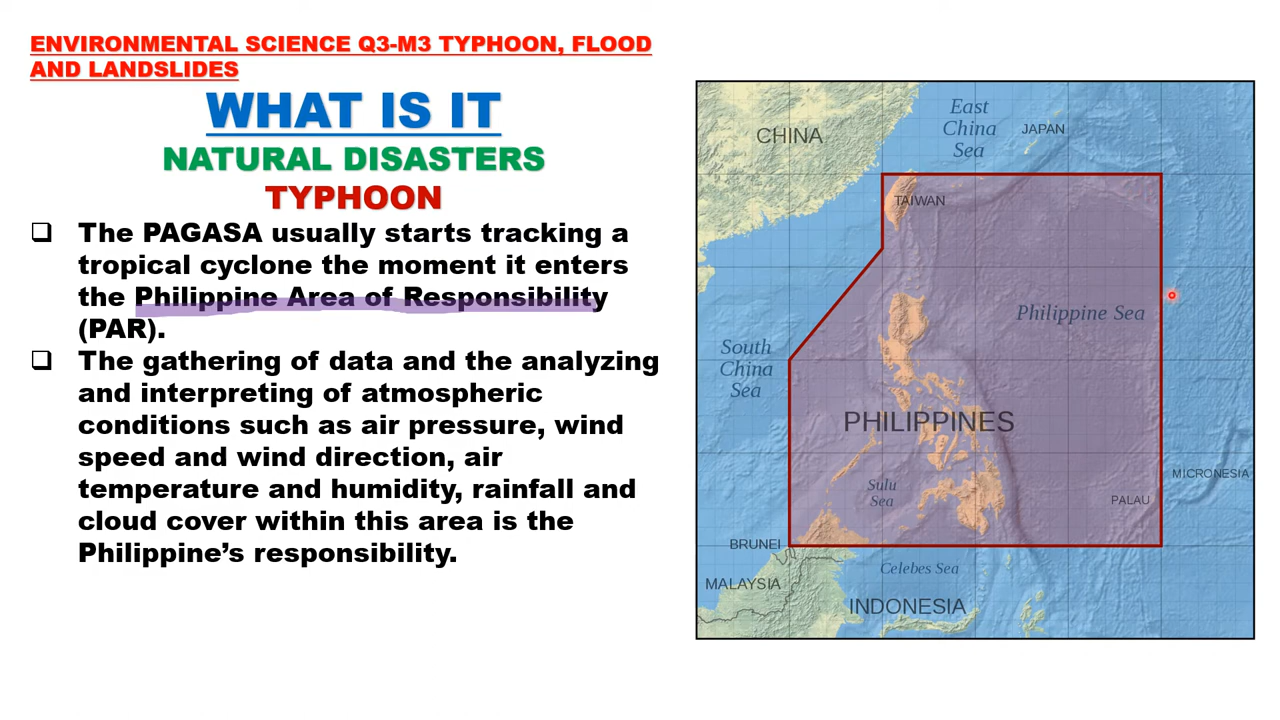 ENVIRONMENTAL SCIENCE Q3-M3 TYPHOON, FLOOD
AND LANDSLIDES
WHAT IS IT
NATURAL DISASTERS
TYPHOON
The PAGASA usually starts tracking a
tropical cyclone the moment it enters
the Philippine Area of Responsibility
(PAR).
The gathering of data and the analyzing
and interpreting of atmospheric
conditions such as air pressure, wind
speed and wind direction, air
temperature and humidity, rainfall and
cloud cover within this area is the
Philippine’s responsibility.
East
China
Sea
CHINA
JAPAN
TAIWAN
Philippine Sea
South
China
Sea
PHILIPPINES
MICRONESIA
Sulu
Sea
PALAU
BRUNEI
Celebes Sea
MALAYSIA
INDONESIA